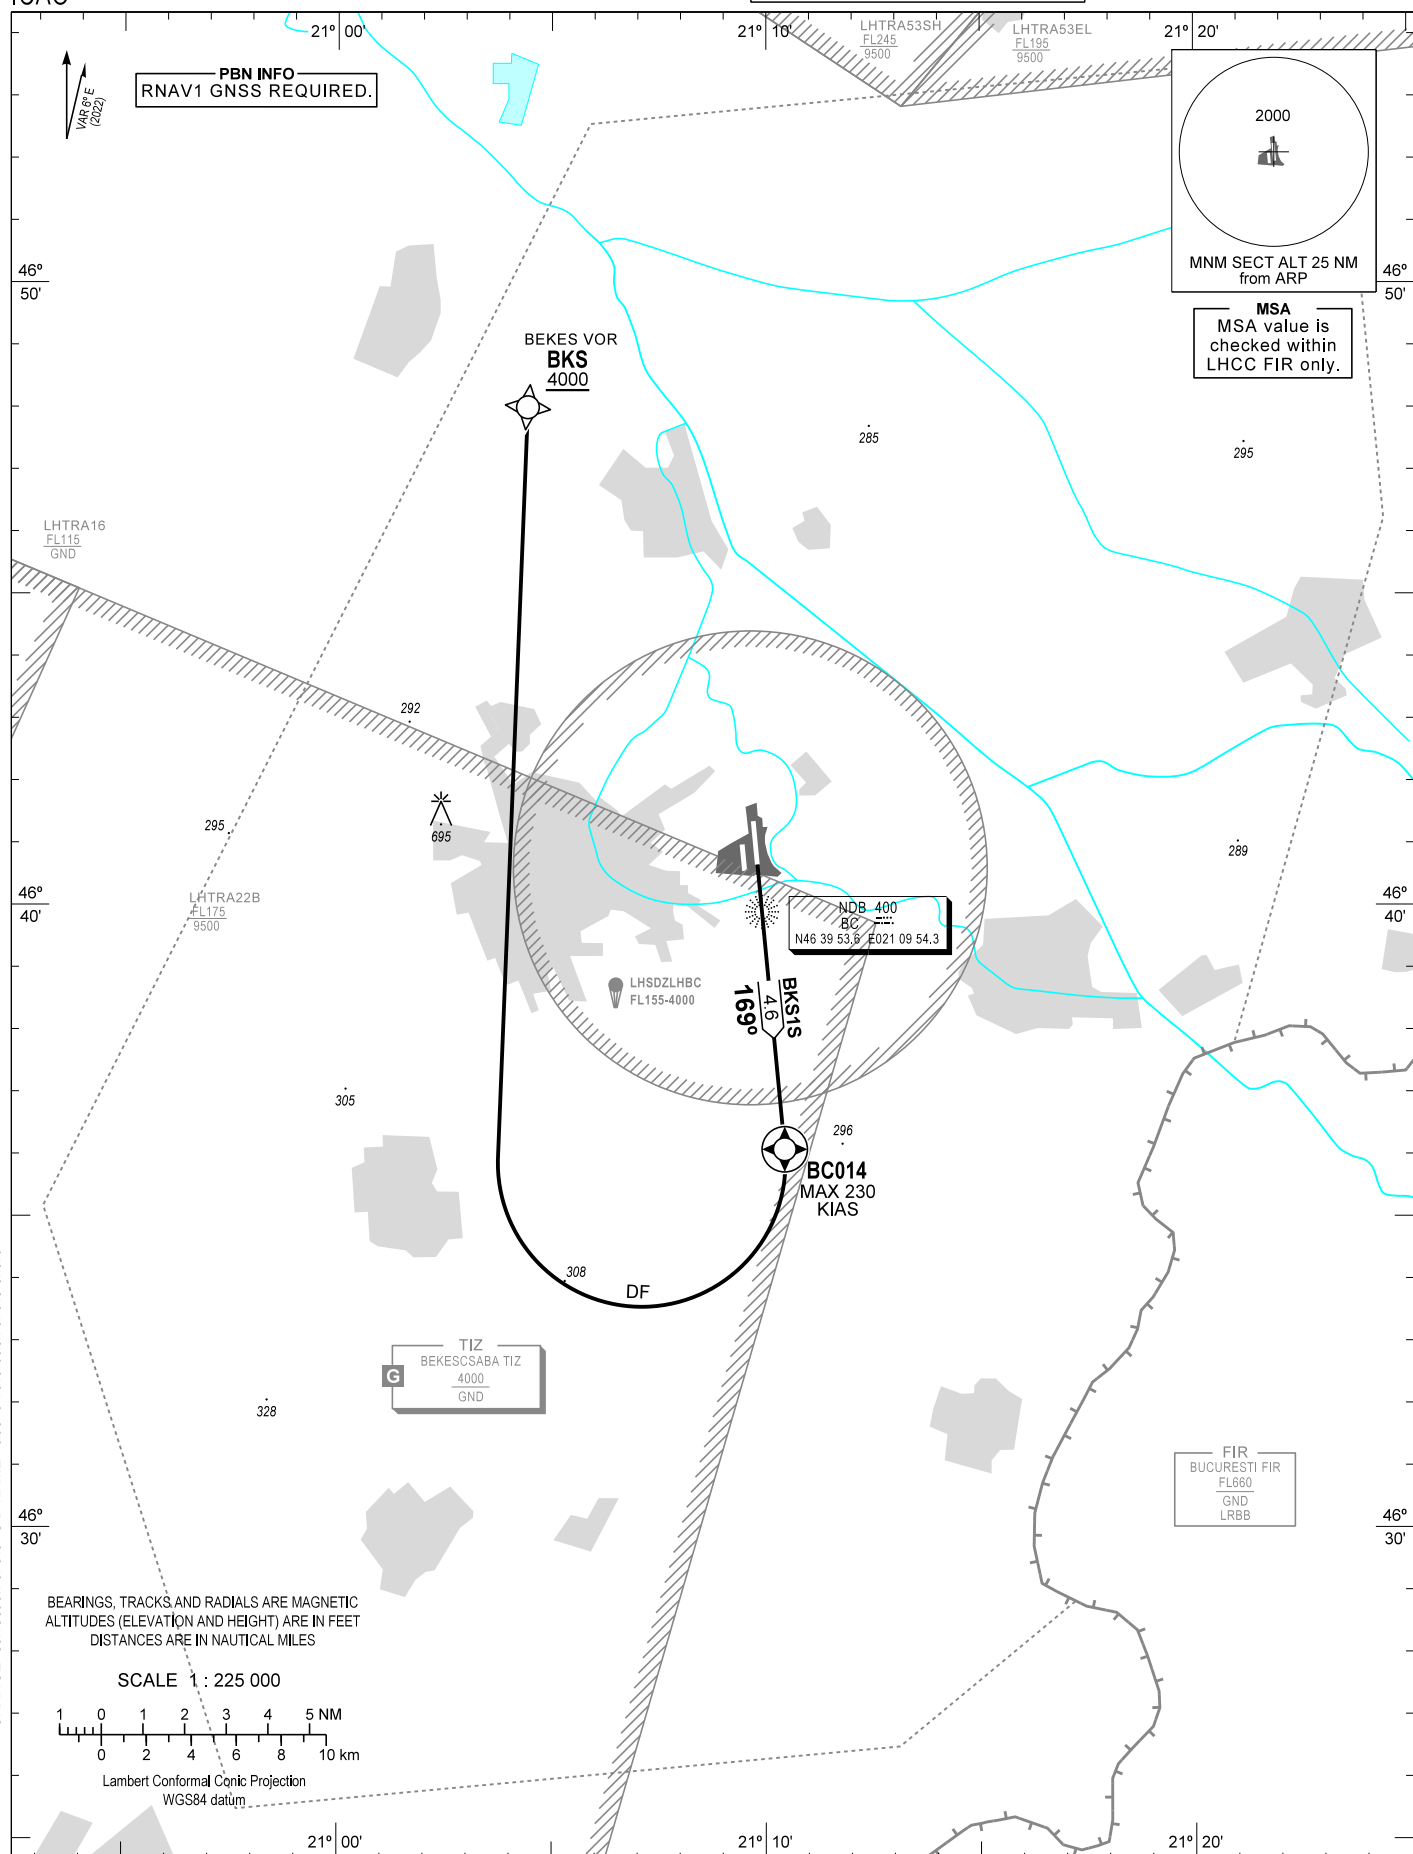 21° 00'
21° 10'
21° 20'
LHTRA53SH
FL245
9500
LHTRA53EL
FL195
9500
VAR 6° E
(2022)
PBN INFO
RNAV1 GNSS REQUIRED.
2000
MNM SECT ALT 25 NM
from ARP
46°
50'
46°
50'
MSA
MSA value is
checked within
LHCC FIR only.
BEKES VOR
BKS
4000
285
295
LHTRA16
FL115
GND
292
295
695
289
LHTRA22B
FL175
9500
46°
40'
46°
40'
NDB 400
BC
N46 39 53.6 E021 09 54.3
LHSDZLHBC
FL155-4000
BKS1S
4.6
169°
305
296
BC014
MAX 230
KIAS
308
DF
TIZ
BEKESCSABA TIZ
4000
GND
G
328
FIR
BUCURESTI FIR
FL660
GND
LRBB
46°
30'
46°
30'
BEARINGS, TRACKS AND RADIALS ARE MAGNETIC
ALTITUDES (ELEVATION AND HEIGHT) ARE IN FEET
DISTANCES ARE IN NAUTICAL MILES
SCALE 1 : 225 000
1 0 1 2 3 4 5 NM
0 2 4 6 8 10 km
Lambert Conformal Conic Projection
WGS84 datum
21° 00'
21° 10'
21° 20'